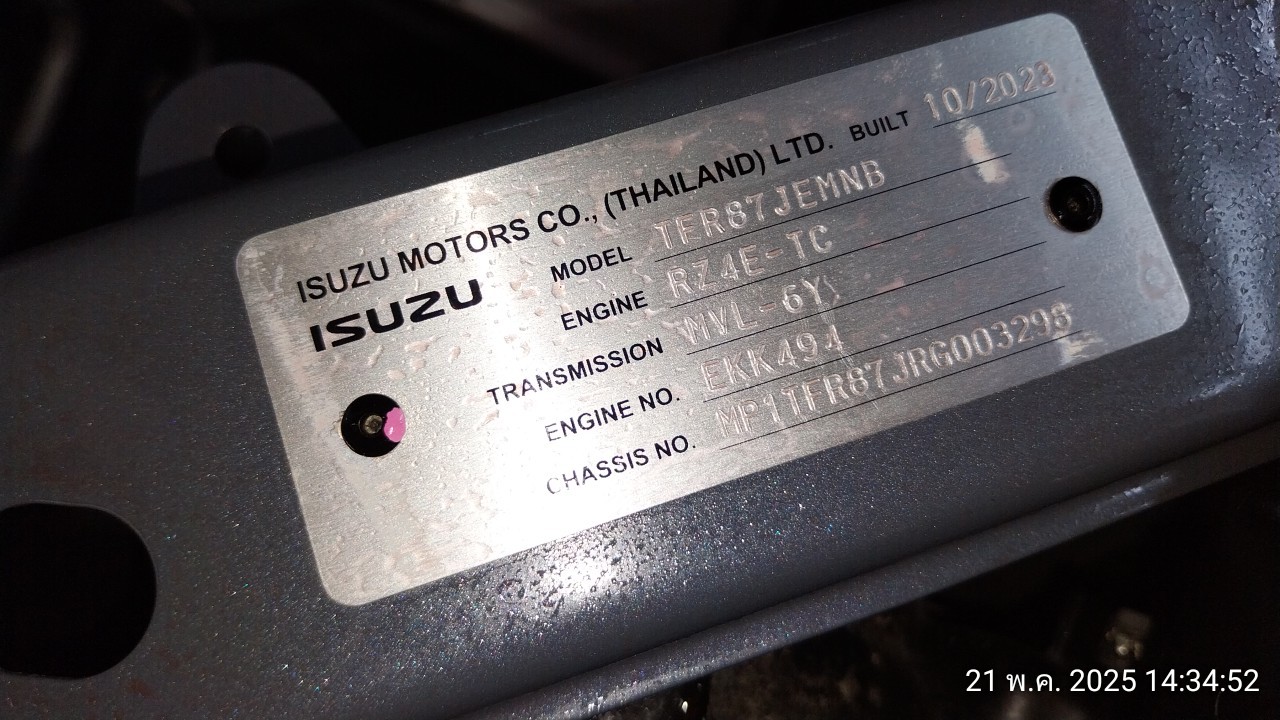 ISUZU MOTORS CO., (THAILAND) LTD. BUILT 10/2023
ISUZU
MODEL TFR87JEMNB
ENGINE RZ4E-TC
TRANSMISSION MVL-6Y
ENGINE NO. EKK494
CHASSIS NO. MP1TFR87JRG003298
21 พ.ค. 2025 14:34:52